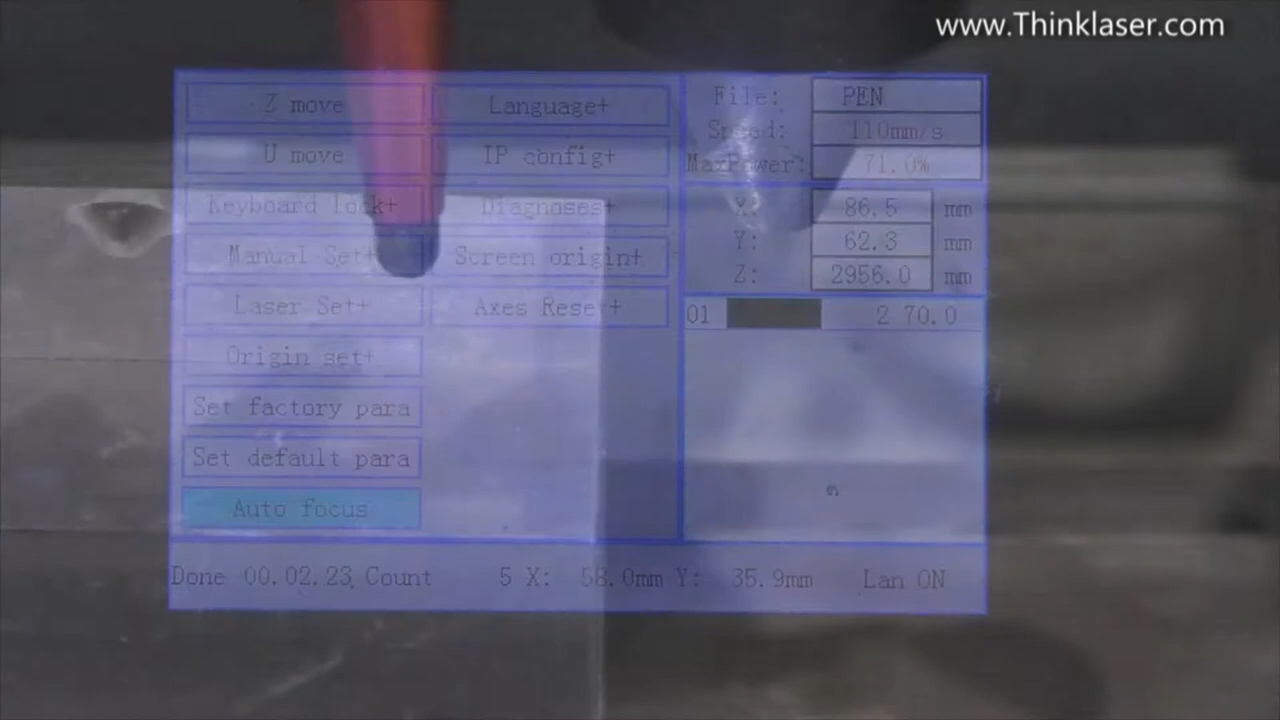 www.Thinklaser.com
Z move
Language+
U move
IP config+
Keyboard lock+
Diagnoses+
Manual Set+
Screen origin+
Laser Set+
Axes Reset+
Origin set+
Set factory para
Set default para
Auto focus
File: PEN
Speed: 110mm/s
MaxPower: 71.0%
X: 86.5 mm
Y: 62.3 mm
Z: 2956.0 mm
01 2 70.0
Done 00.02.23 Count 5 X: 58.0mm Y: 35.9mm Lan ON